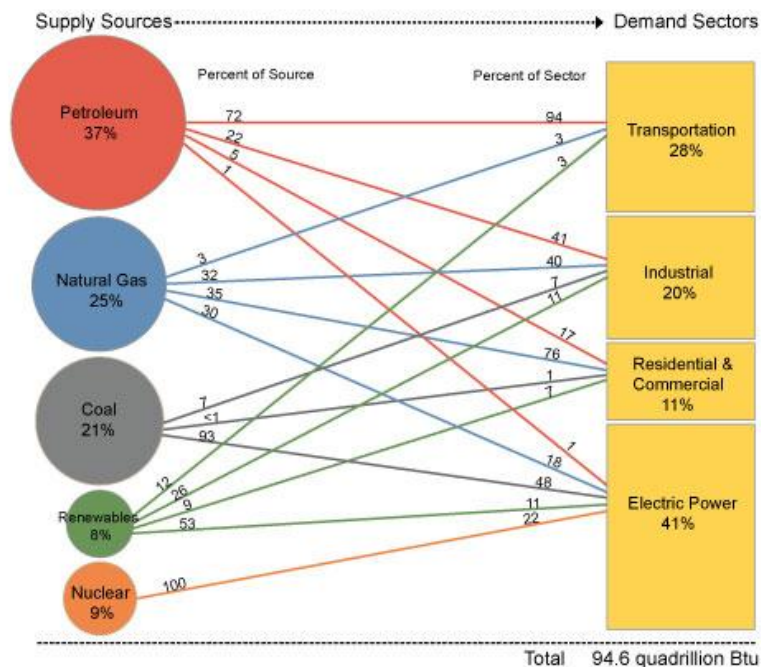 Supply Sources
Demand Sectors
Percent of Source
Percent of Sector
Petroleum
37%
72
22
5
1
94
3
3
Transportation
28%
Natural Gas
25%
3
32
35
30
41
40
7
11
Industrial
20%
Coal
21%
7
<1
93
17
76
1
7
Residential &
Commercial
11%
Renewables
8%
12
26
9
53
1
18
48
11
22
Electric Power
41%
Nuclear
9%
100
Total 94.6 quadrillion Btu